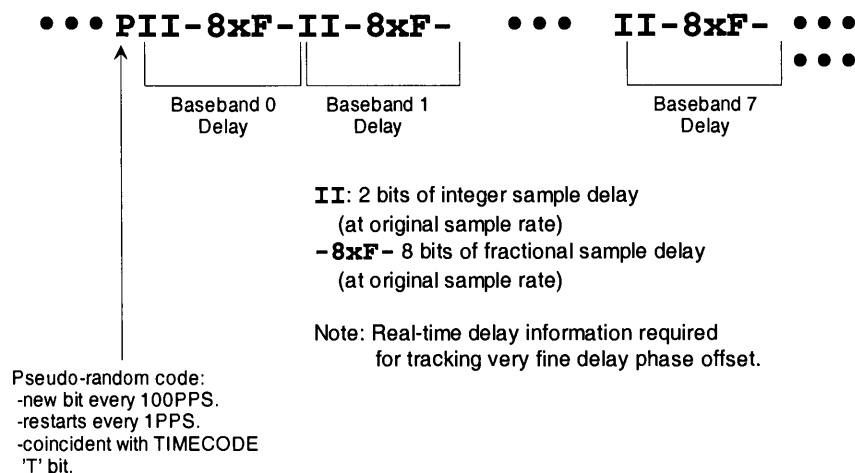 • • • PII-8xF-II-8xF- • • • II-8xF- • • •
• • •
Baseband 0 Delay
Baseband 1 Delay
Baseband 7 Delay
II: 2 bits of integer sample delay
(at original sample rate)
-8xF- 8 bits of fractional sample delay
(at original sample rate)
Note: Real-time delay information required
for tracking very fine delay phase offset.
Pseudo-random code:
-new bit every 100PPS.
-restarts every 1PPS.
-coincident with TIMECODE
'T' bit.